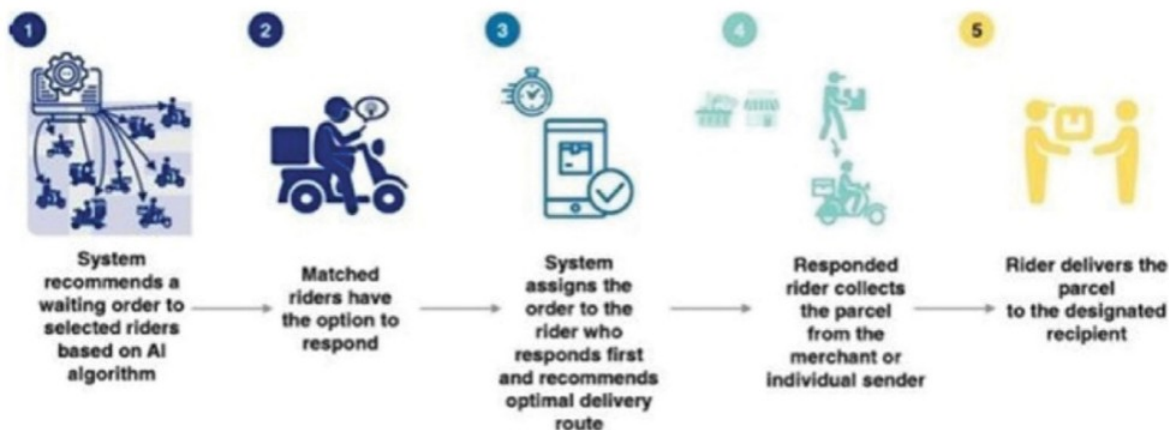 1
System
recommends a
waiting order to
selected riders
based on AI
algorithm
2
Matched
riders have
the option to
respond
3
System
assigns the
order to the
rider who
responds first
and recommends
optimal delivery
route
4
Responded
rider collects
the parcel
from the
merchant or
individual sender
5
Rider delivers the
parcel
to the designated
recipient